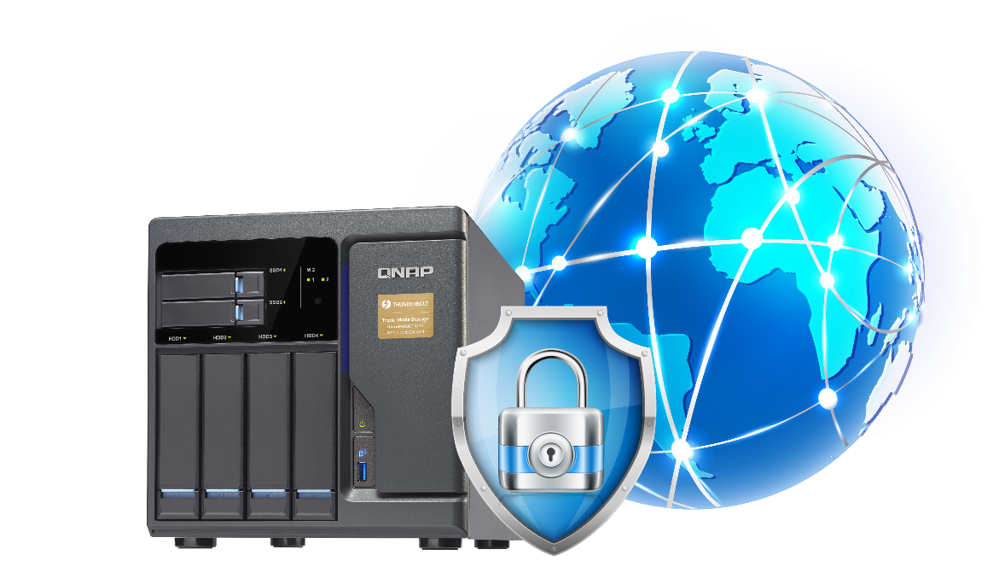 SSD1
M.2
1 2
SSD2
HDD1 HDD2 HDD3 HDD4
QNAP
THUNDERBOLT
Triple Mode Storage